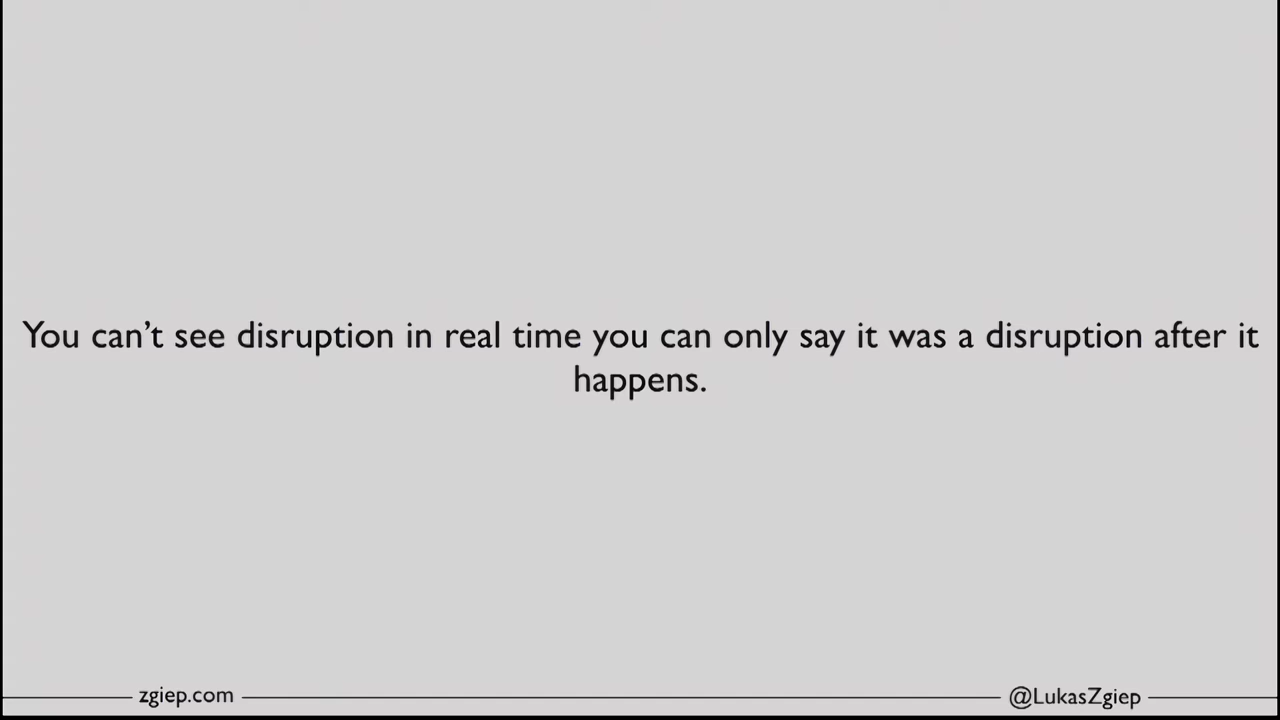 You can’t see disruption in real time you can only say it was a disruption after it
happens.
zgiep.com
@LukasZgiep